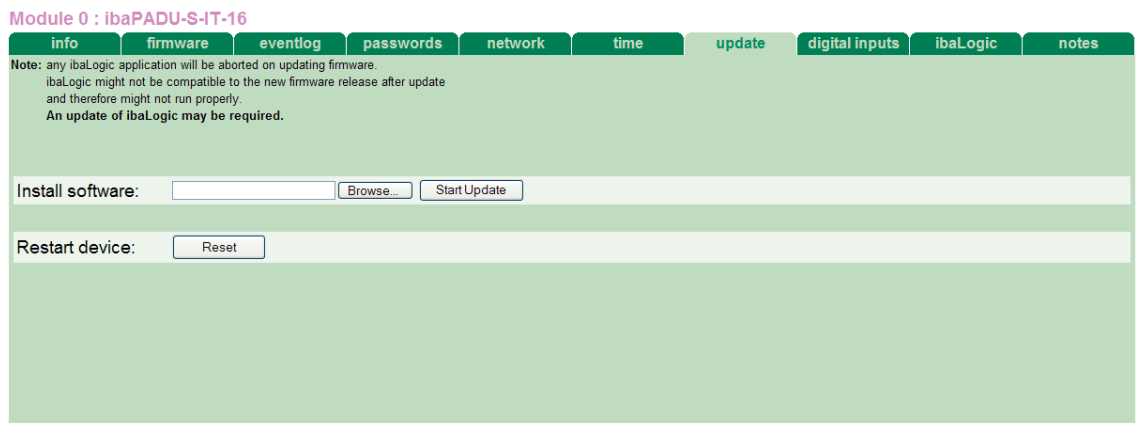 Module 0 : ibaPADU-S-IT-16
info firmware eventlog passwords network time update digital inputs ibaLogic notes
Note: any ibaLogic application will be aborted on updating firmware.
ibaLogic might not be compatible to the new firmware release after update
and therefore might not run properly.
An update of ibaLogic may be required.
Install software: Browse... Start Update
Restart device: Reset